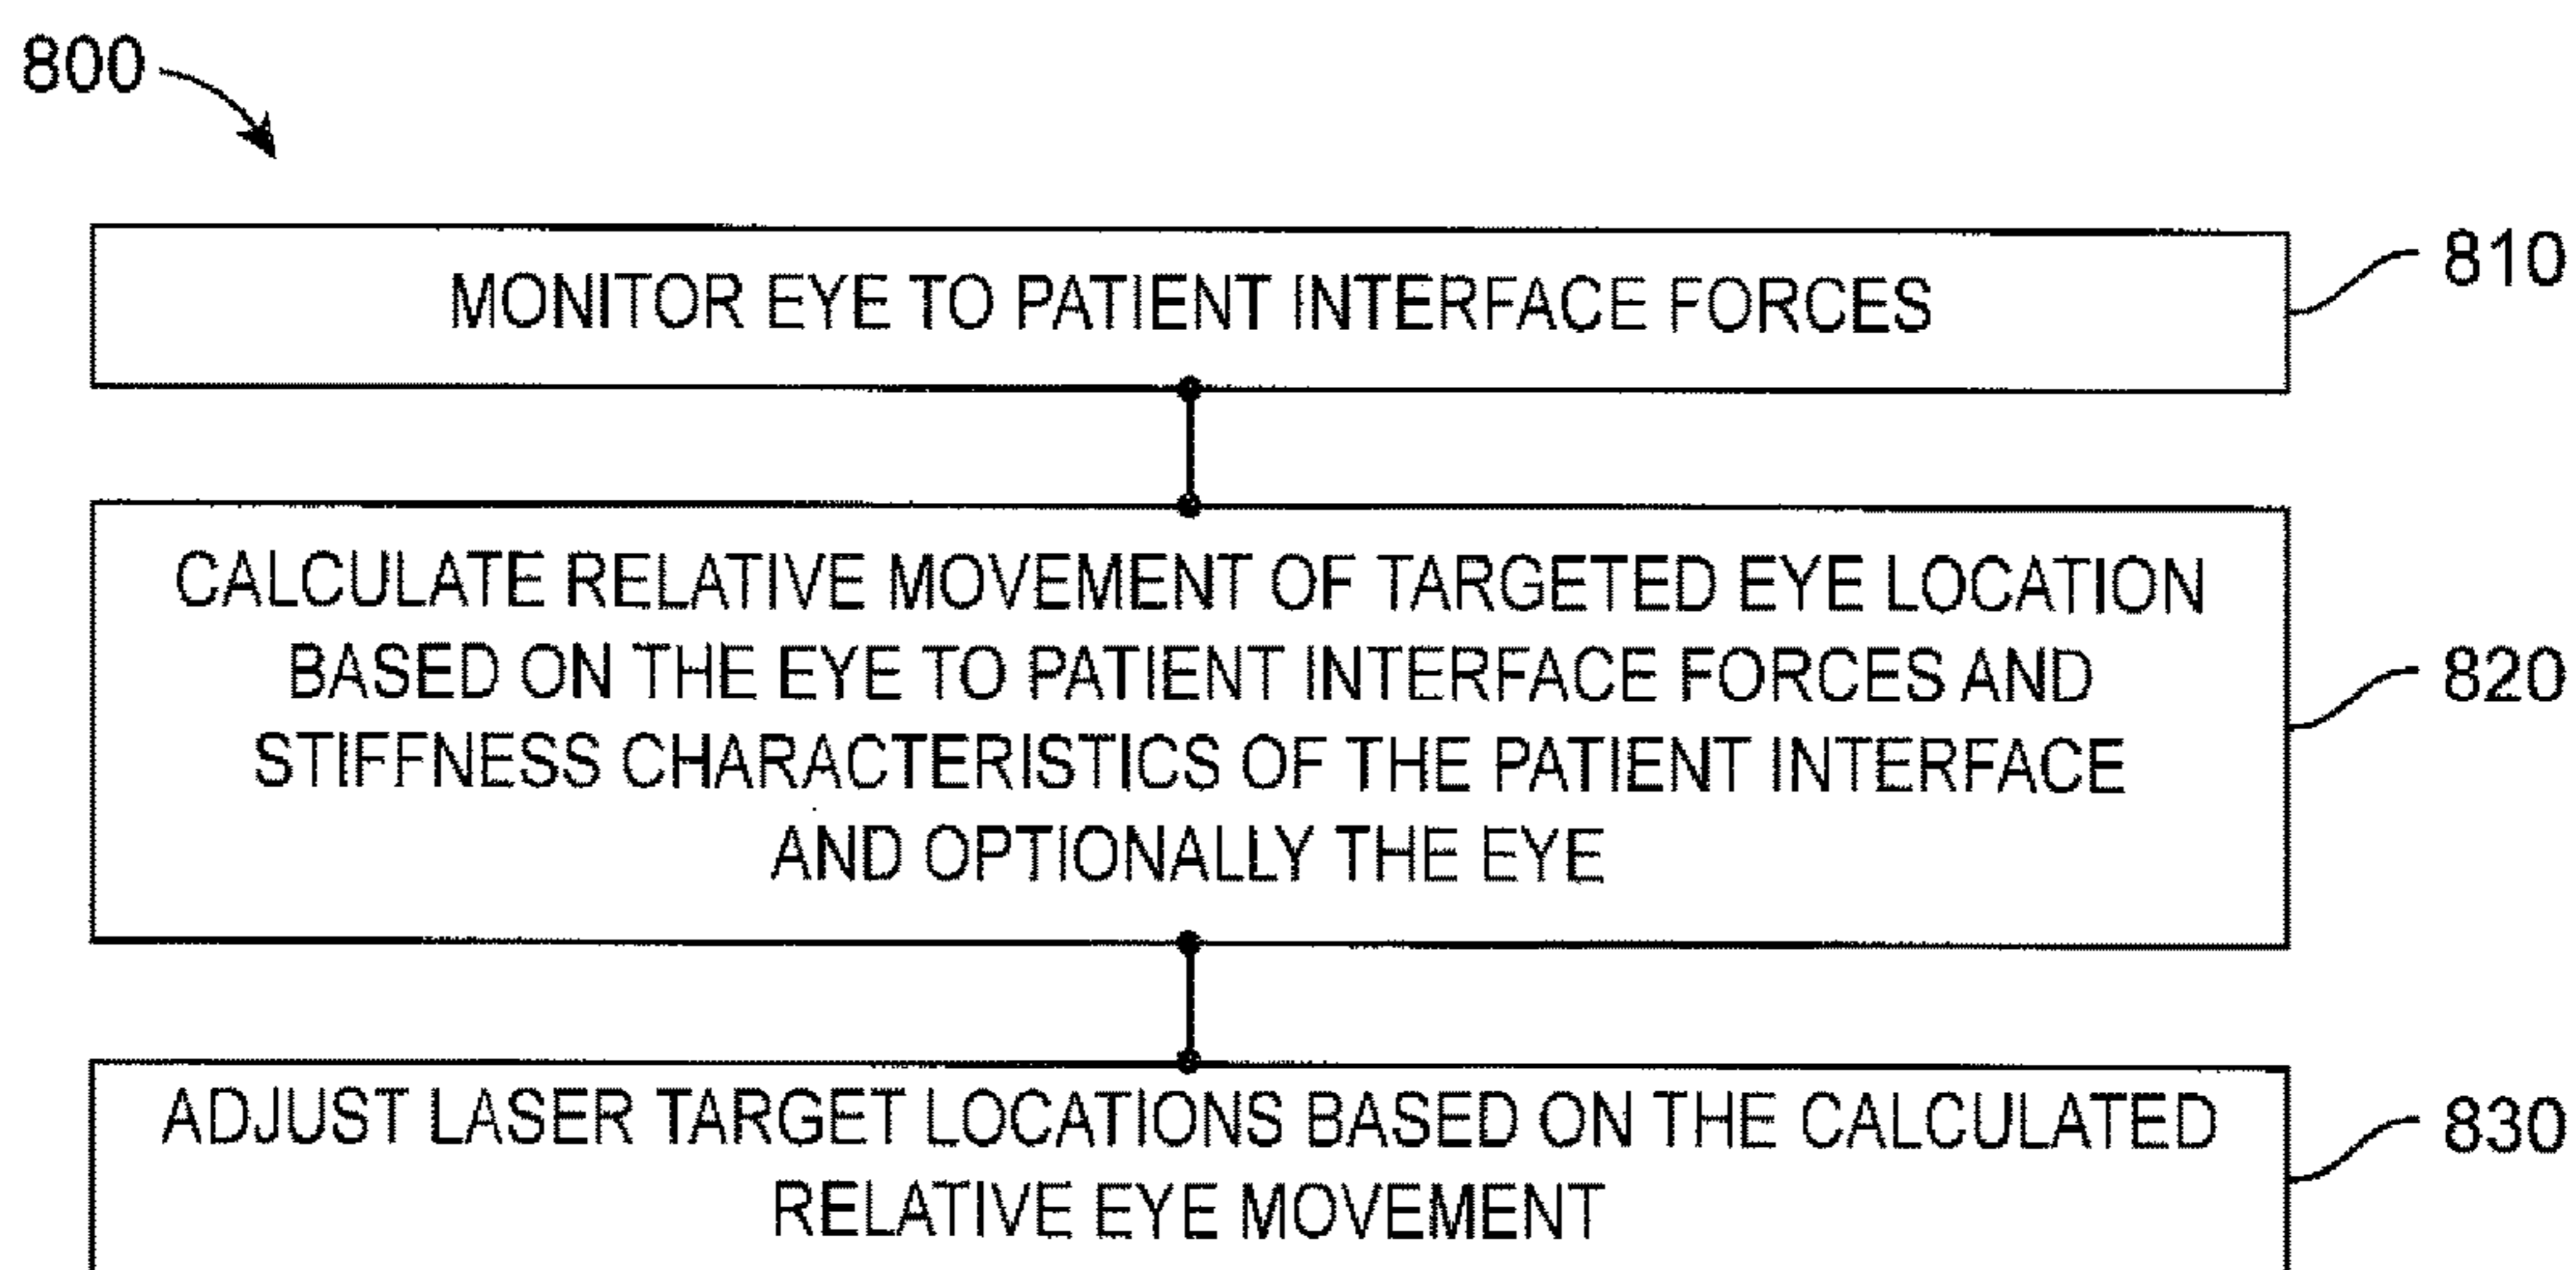 800
MONITOR EYE TO PATIENT INTERFACE FORCES
810
CALCULATE RELATIVE MOVEMENT OF TARGETED EYE LOCATION
BASED ON THE EYE TO PATIENT INTERFACE FORCES AND
STIFFNESS CHARACTERISTICS OF THE PATIENT INTERFACE
AND OPTIONALLY THE EYE
820
ADJUST LASER TARGET LOCATIONS BASED ON THE CALCULATED
RELATIVE EYE MOVEMENT
830